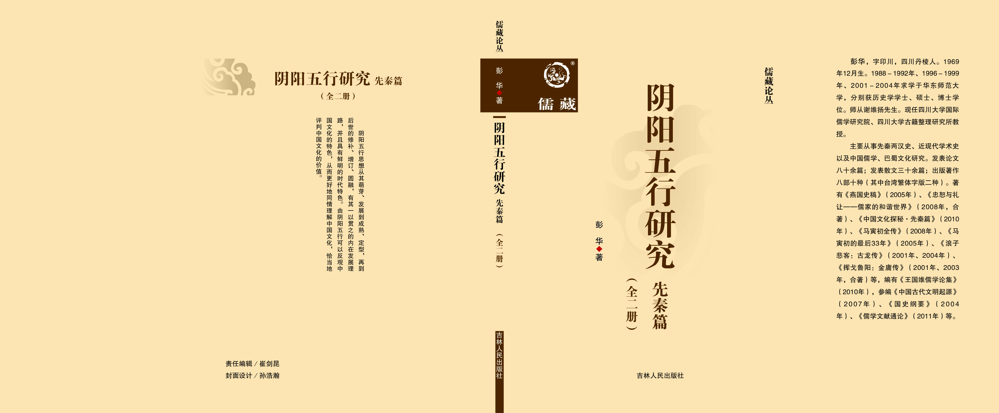 阴阳五行研究 先秦篇
（全二册）
阴阳五行思想从其萌芽、发展到成熟、定型，再到
后世的修补、增订、圆融，有其一以贯之的内在发展理
路，并且具有鲜明的时代特色。由阴阳五行可以反观中
国文化的特色，从而更好地同情理解中国文化，恰当地
评判中国文化的价值。
责任编辑／崔剑昆
封面设计／孙浩瀚
儒藏论丛
彭 华◆著
阴阳五行研究 先秦篇 （全二册）
吉林人民出版社
®
儒藏
儒藏论丛
阴阳五行研究 先秦篇
（全二册）
彭 华◆著
吉林人民出版社
彭华，字印川，四川丹棱人。1969
年12月生。1988－1992年、1996－1999
年、2001－2004年求学于华东师范大
学，分别获历史学学士、硕士、博士学
位。师从谢维扬先生。现任四川大学国际
儒学研究院、四川大学古籍整理研究所教
授。
主要从事先秦两汉史、近现代学术史
以及中国儒学、巴蜀文化研究。发表论文
八十余篇；发表散文三十余篇；出版著作
八部十种（其中台湾繁体字版二种）。著
有《燕国史稿》（2005年）、《忠恕与礼
让——儒家的和谐世界》（2008年，合
著）、《中国文化探秘·先秦篇》（2010
年）、《马寅初全传》（2008年）、《马
寅初的最后33年》（2005年）、《浪子
悲客：古龙传》（2001年、2004年）、
《挥戈鲁阳：金庸传》（2001年、2003
年，合著）等，编有《王国维儒学论集》
（2010年），参编《中国古代文明起源》
（2007年）、《国史纲要》（2004
年）、《儒学文献通论》（2011年）等。